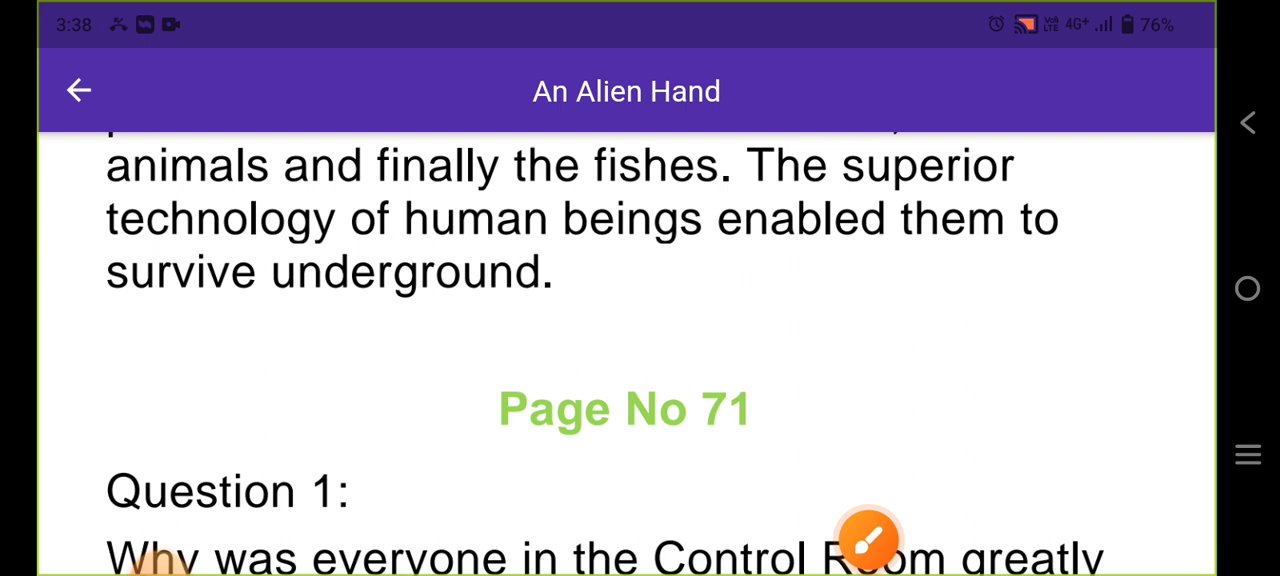 3:38 4G+ 76%
An Alien Hand
animals and finally the fishes. The superior
technology of human beings enabled them to
survive underground.
Page No 71
Question 1:
Why was everyone in the Control Room greatly